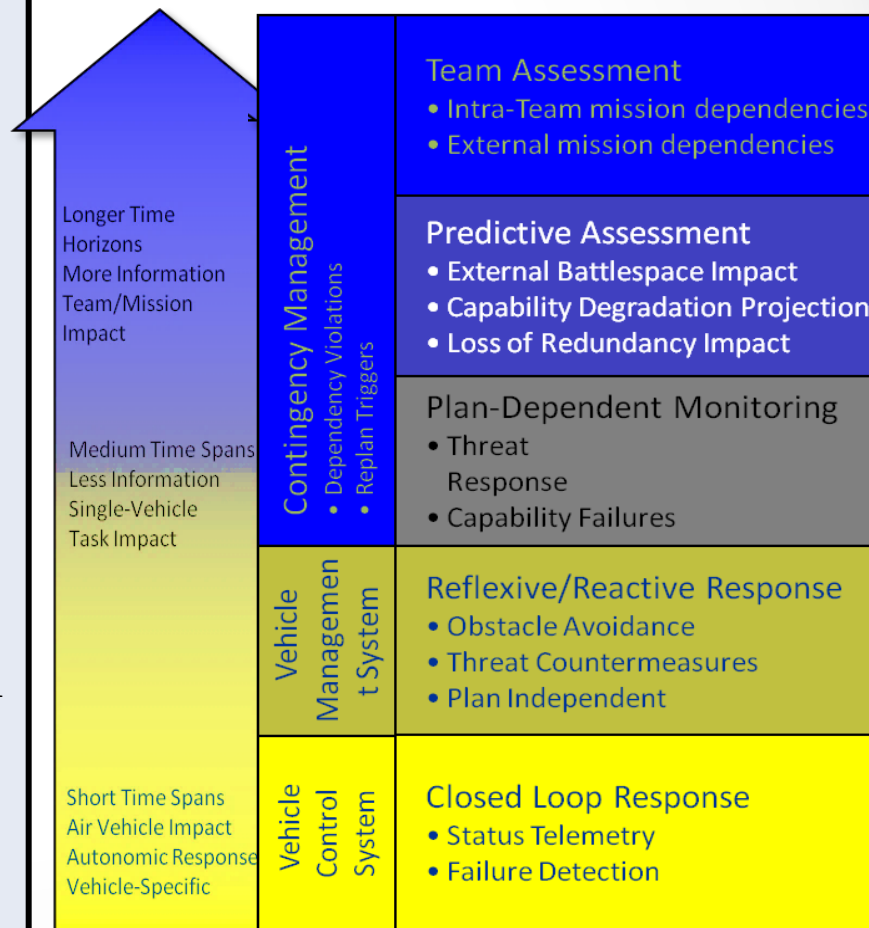 Longer Time
Horizons
More Information
Team/Mission
Impact
Medium Time Spans
Less Information
Single-Vehicle
Task Impact
Short Time Spans
Air Vehicle Impact
Autonomic Response
Vehicle-Specific
Contingency Management
• Dependency Violations
• Replan Triggers
Vehicle
Managemen
t System
Vehicle
Control
System
Team Assessment
• Intra-Team mission dependencies
• External mission dependencies
Predictive Assessment
• External Battlespace Impact
• Capability Degradation Projection
• Loss of Redundancy Impact
Plan-Dependent Monitoring
• Threat
Response
• Capability Failures
Reflexive/Reactive Response
• Obstacle Avoidance
• Threat Countermeasures
• Plan Independent
Closed Loop Response
• Status Telemetry
• Failure Detection